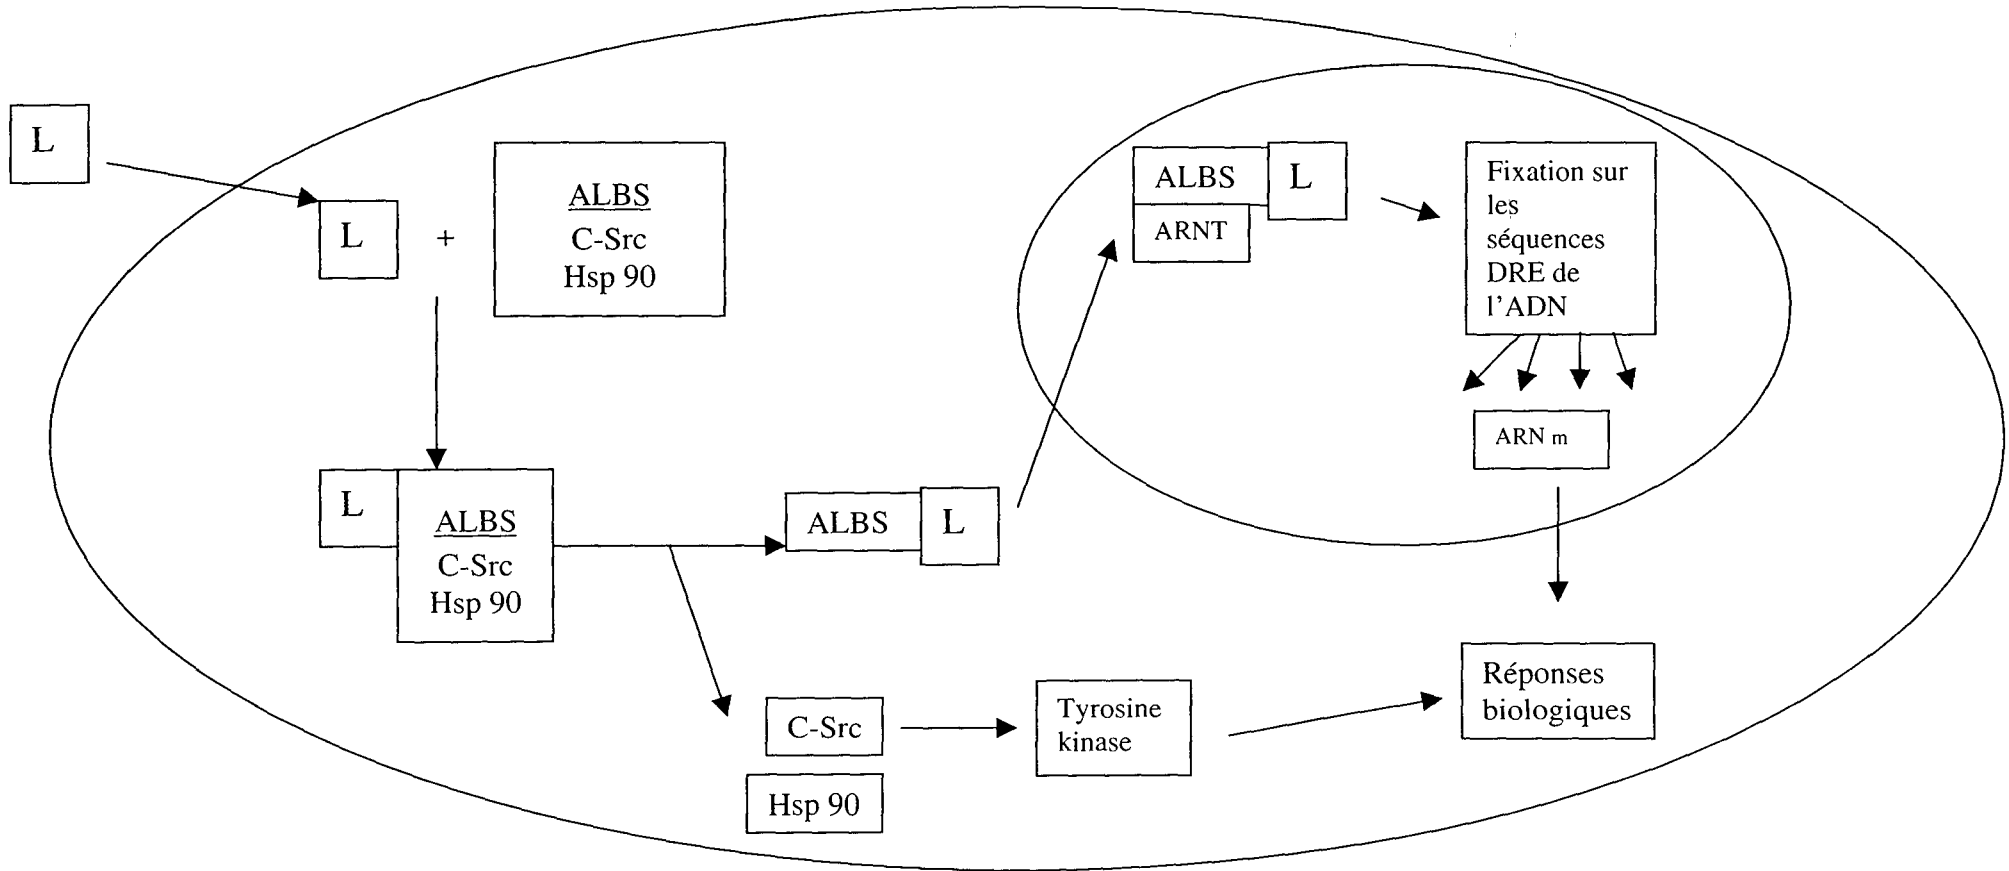 L
L
+
ALBS
C-Src
Hsp 90
ALBS
L
ARNT
Fixation sur
les
séquences
DRE de
l'ADN
ARN m
L
ALBS
C-Src
Hsp 90
ALBS
L
C-Src
Hsp 90
Tyrosine
kinase
Réponses
biologiques